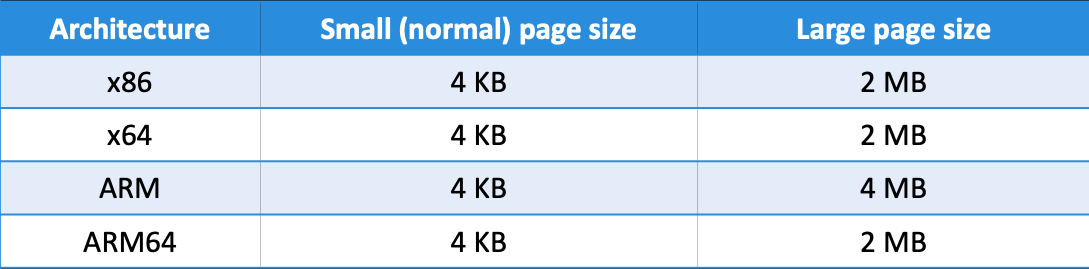 Architecture Small (normal) page size Large page size
x86 4 KB 2 MB
x64 4 KB 2 MB
ARM 4 KB 4 MB
ARM64 4 KB 2 MB